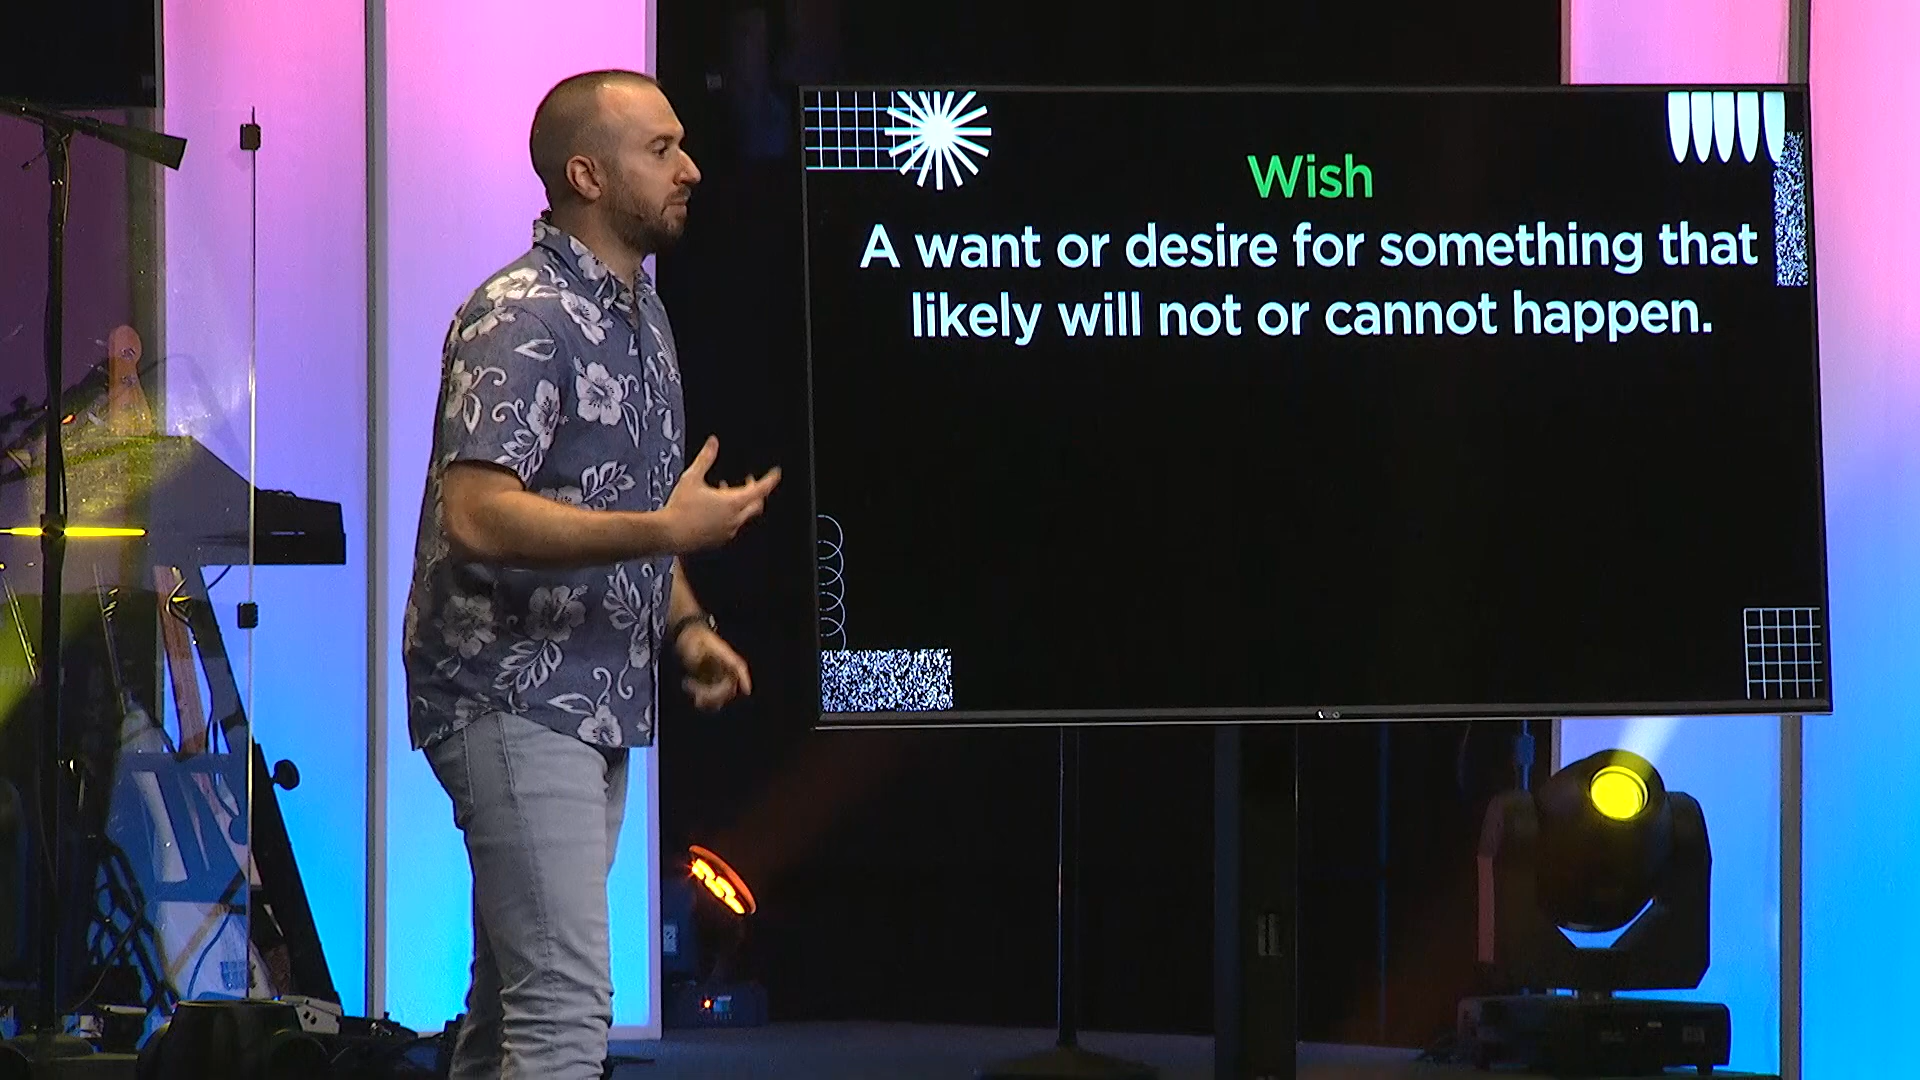 Wish
A want or desire for something that
likely will not or cannot happen.